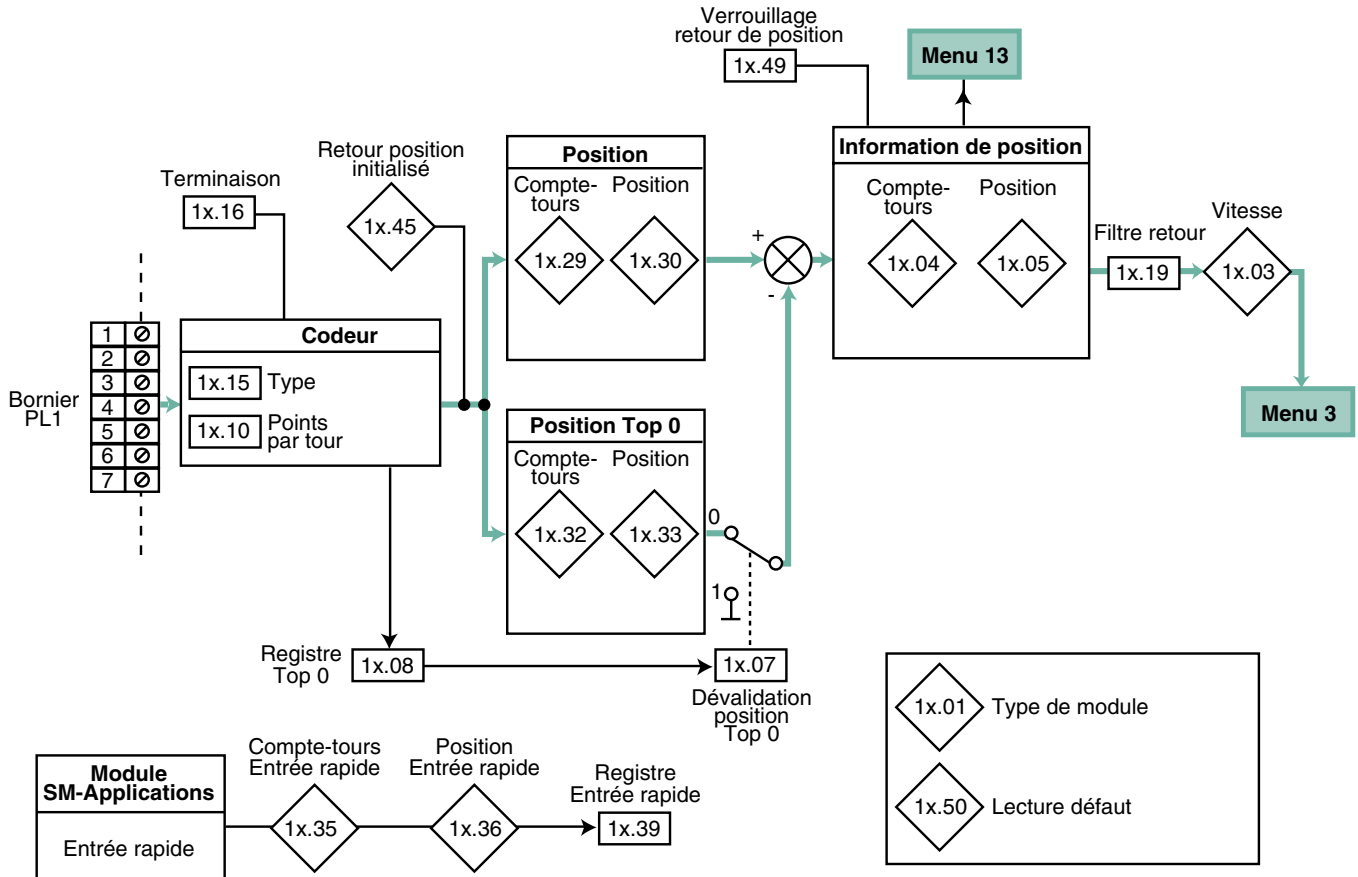 Verrouillage
retour de position
1x.49
Menu 13
Retour position
initialisé
1x.45
Terminaison
1x.16
Position
Compte-
tours
Position
1x.29
1x.30
+
-
Information de position
Compte-
tours
Position
1x.04
1x.05
Filtre retour
1x.19
Vitesse
1x.03
Menu 3
Bornier
PL1
1
2
3
4
5
6
7
Codeur
1x.15
Type
1x.10
Points
par tour
Position Top 0
Compte-
tours
Position
1x.32
1x.33
0
1
Registre
Top 0
1x.08
1x.07
Dévalidation
position
Top 0
1x.01
Type de module
1x.50
Lecture défaut
Module
SM-Applications
Entrée rapide
Compte-tours
Entrée rapide
1x.35
Position
Entrée rapide
1x.36
Registre
Entrée rapide
1x.39